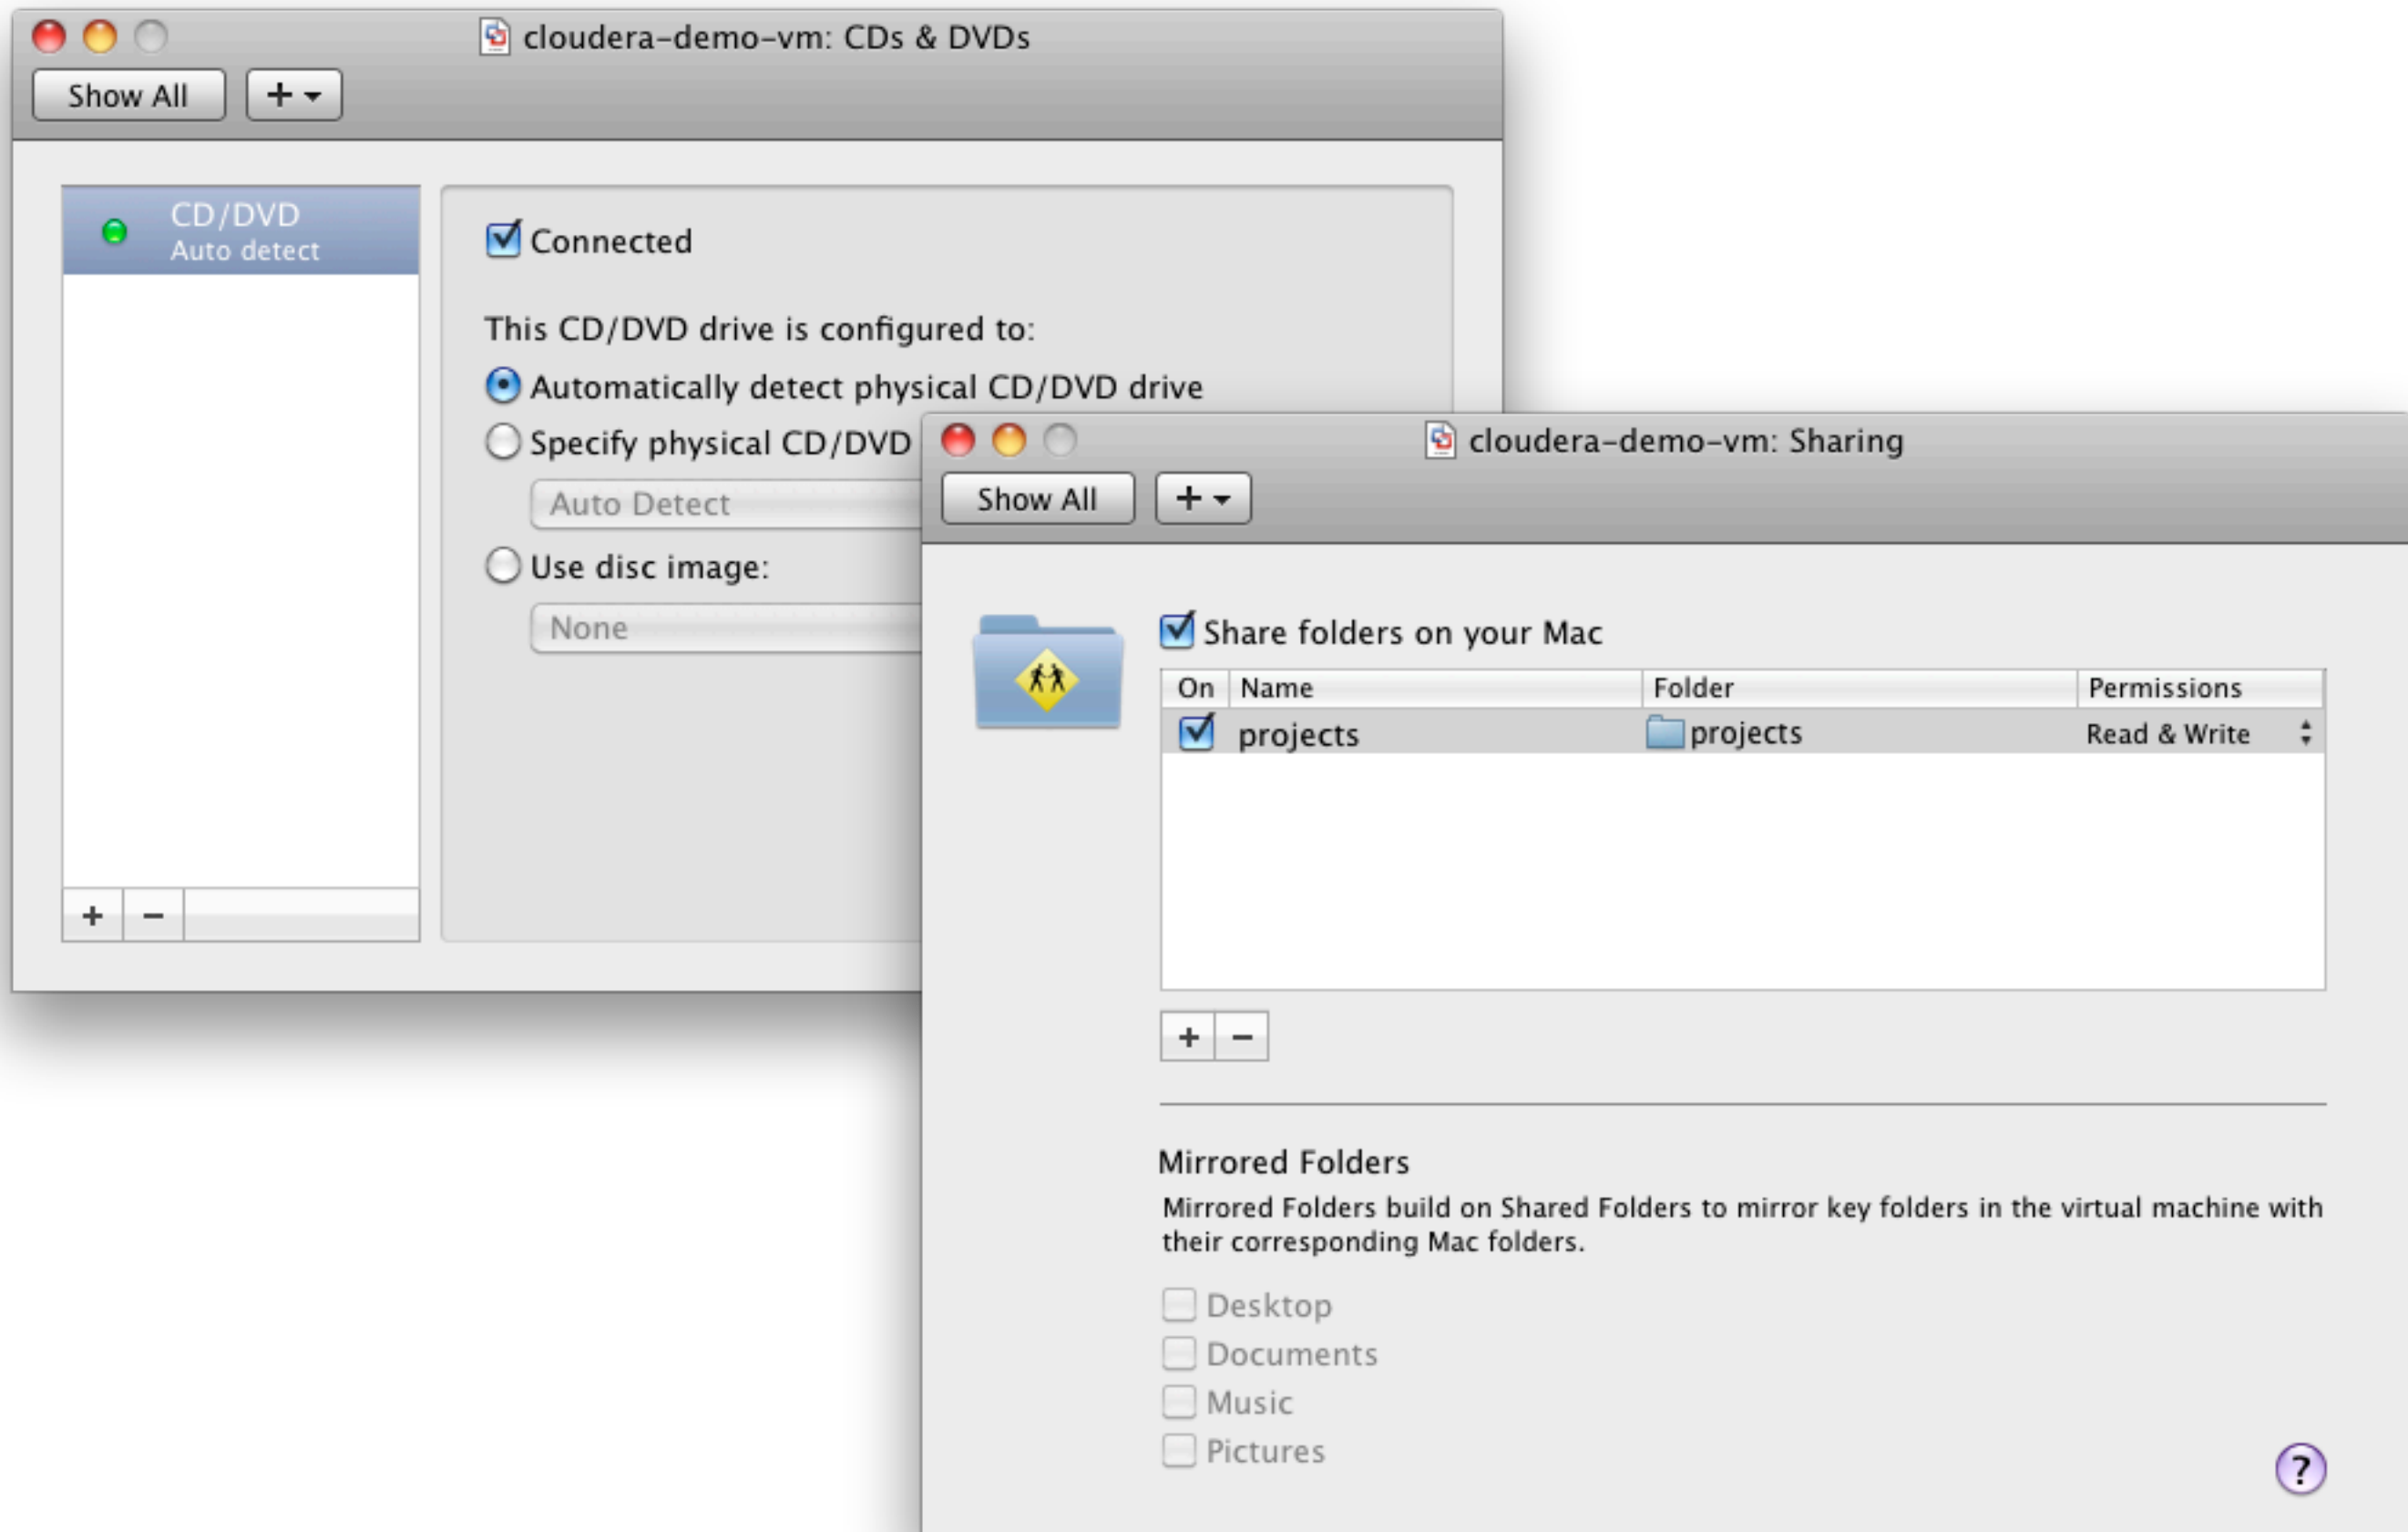 cloudera-demo-vm: CDs & DVDs
Show All
CD/DVD
Auto detect
Connected
This CD/DVD drive is configured to:
Automatically detect physical CD/DVD drive
Specify physical CD/DVD
Auto Detect
Use disc image:
None
cloudera-demo-vm: Sharing
Show All
Share folders on your Mac
On Name Folder Permissions
projects projects Read & Write
Mirrored Folders
Mirrored Folders build on Shared Folders to mirror key folders in the virtual machine with
their corresponding Mac folders.
Desktop
Documents
Music
Pictures
?